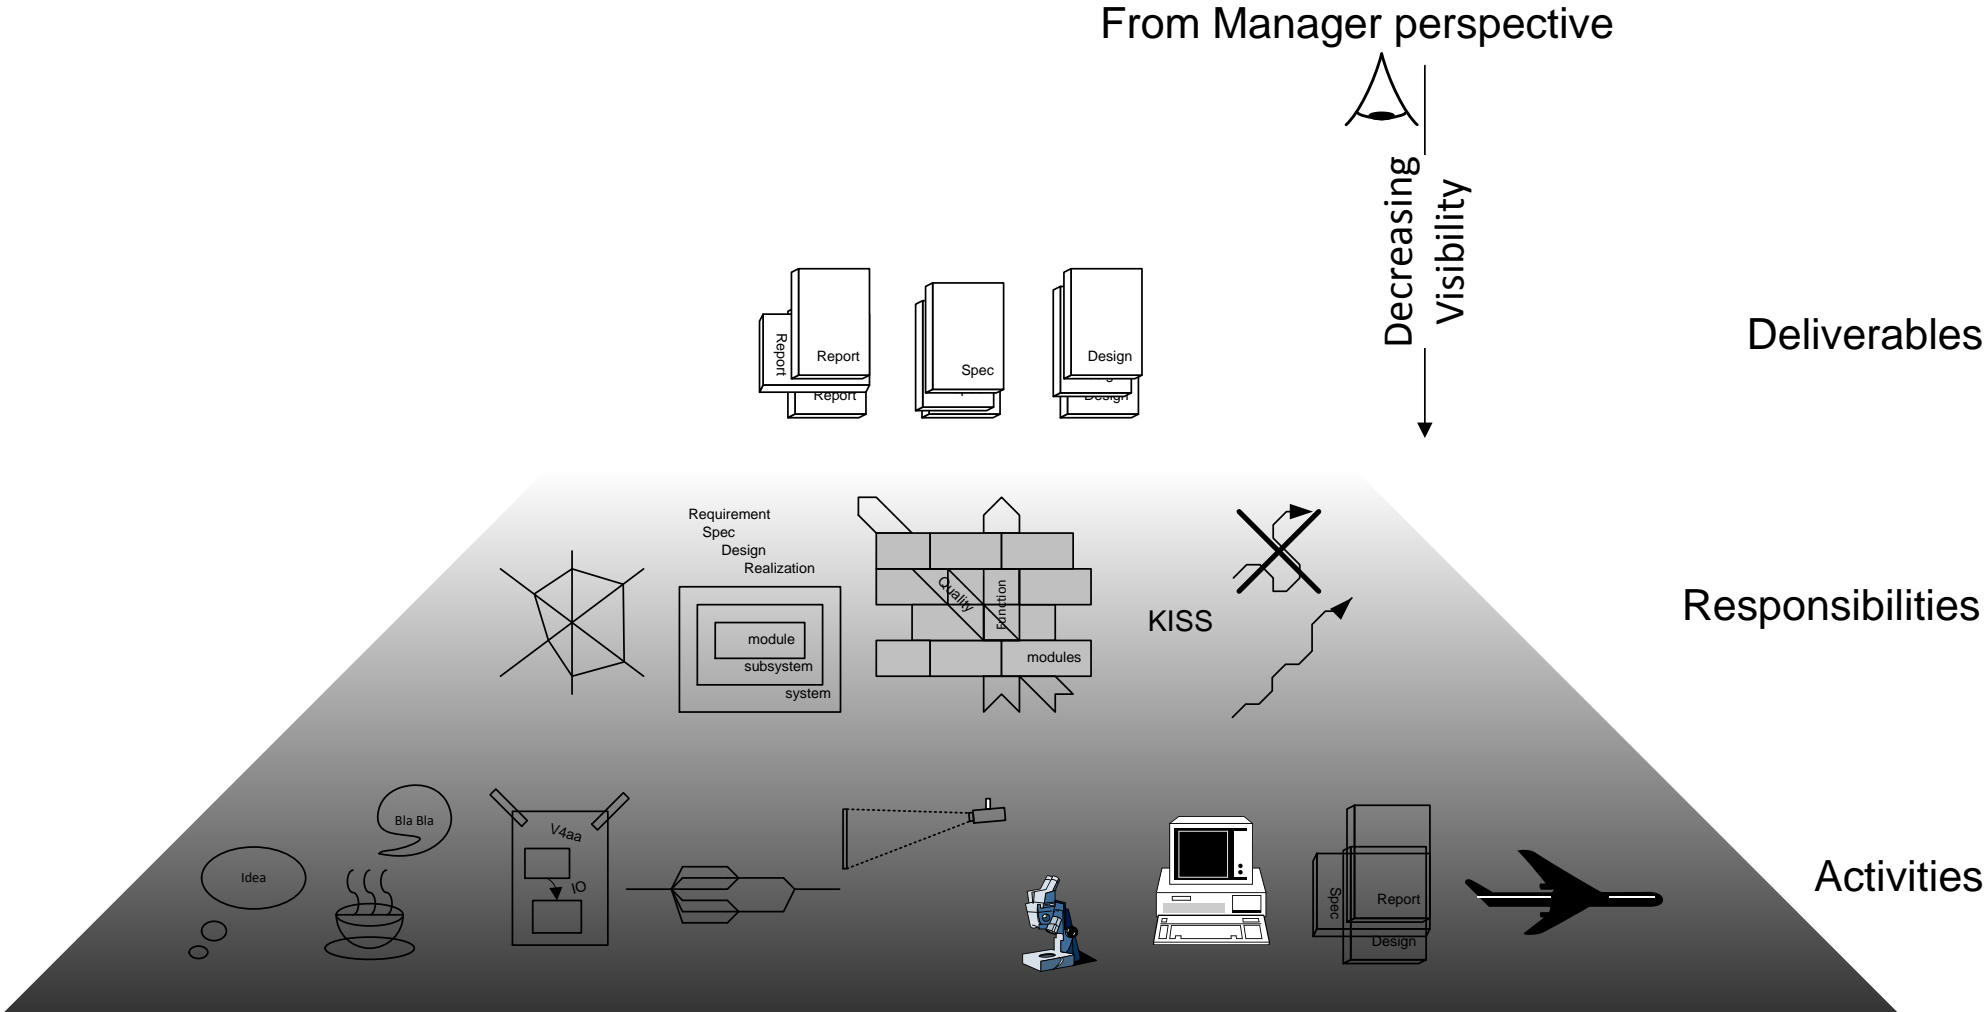 From Manager perspective
Decreasing
Visibility
Deliverables
Report
Report
Report
Spec
Design
Design
Responsibilities
Requirement
Spec
Design
Realization
module
subsystem
system
Quality
Function
modules
KISS
Activities
Idea
Bla Bla
V4aa
IO
Spec
Report
Design